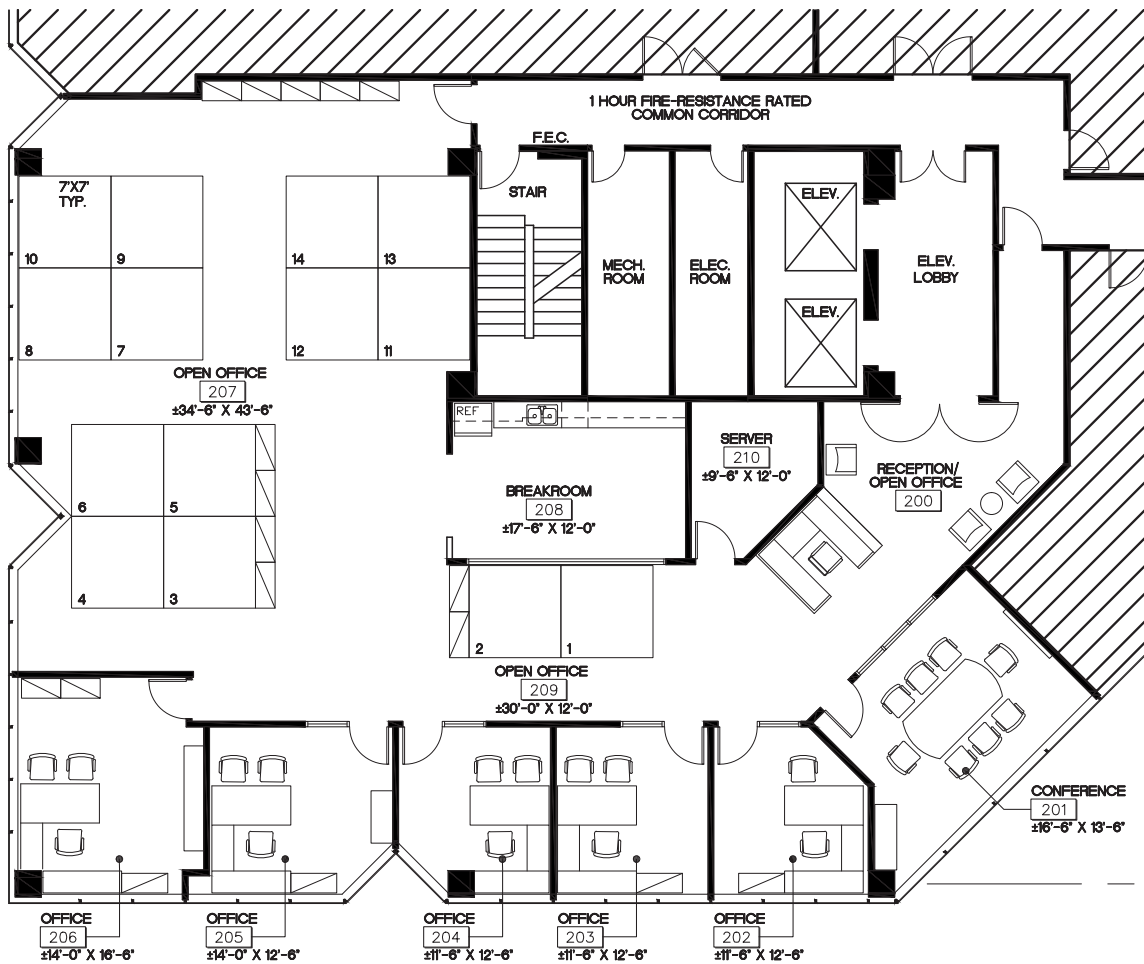 1 HOUR FIRE-RESISTANCE RATED
COMMON CORRIDOR
F.E.C.
STAIR
MECH.
ROOM
ELEC.
ROOM
ELEV.
ELEV.
ELEV.
LOBBY
7'X7'
TYP.
10
9
14
13
8
7
12
11
OPEN OFFICE
207
±34'-6" X 43'-6"
REF
BREAKROOM
208
±17'-6" X 12'-0"
SERVER
210
±9'-6" X 12'-0"
RECEPTION/
OPEN OFFICE
200
6
5
4
3
2
1
OPEN OFFICE
209
±30'-0" X 12'-0"
CONFERENCE
201
±16'-6" X 13'-6"
OFFICE
206
±14'-0" X 16'-6"
OFFICE
205
±14'-0" X 12'-6"
OFFICE
204
±11'-6" X 12'-6"
OFFICE
203
±11'-6" X 12'-6"
OFFICE
202
±11'-6" X 12'-6"